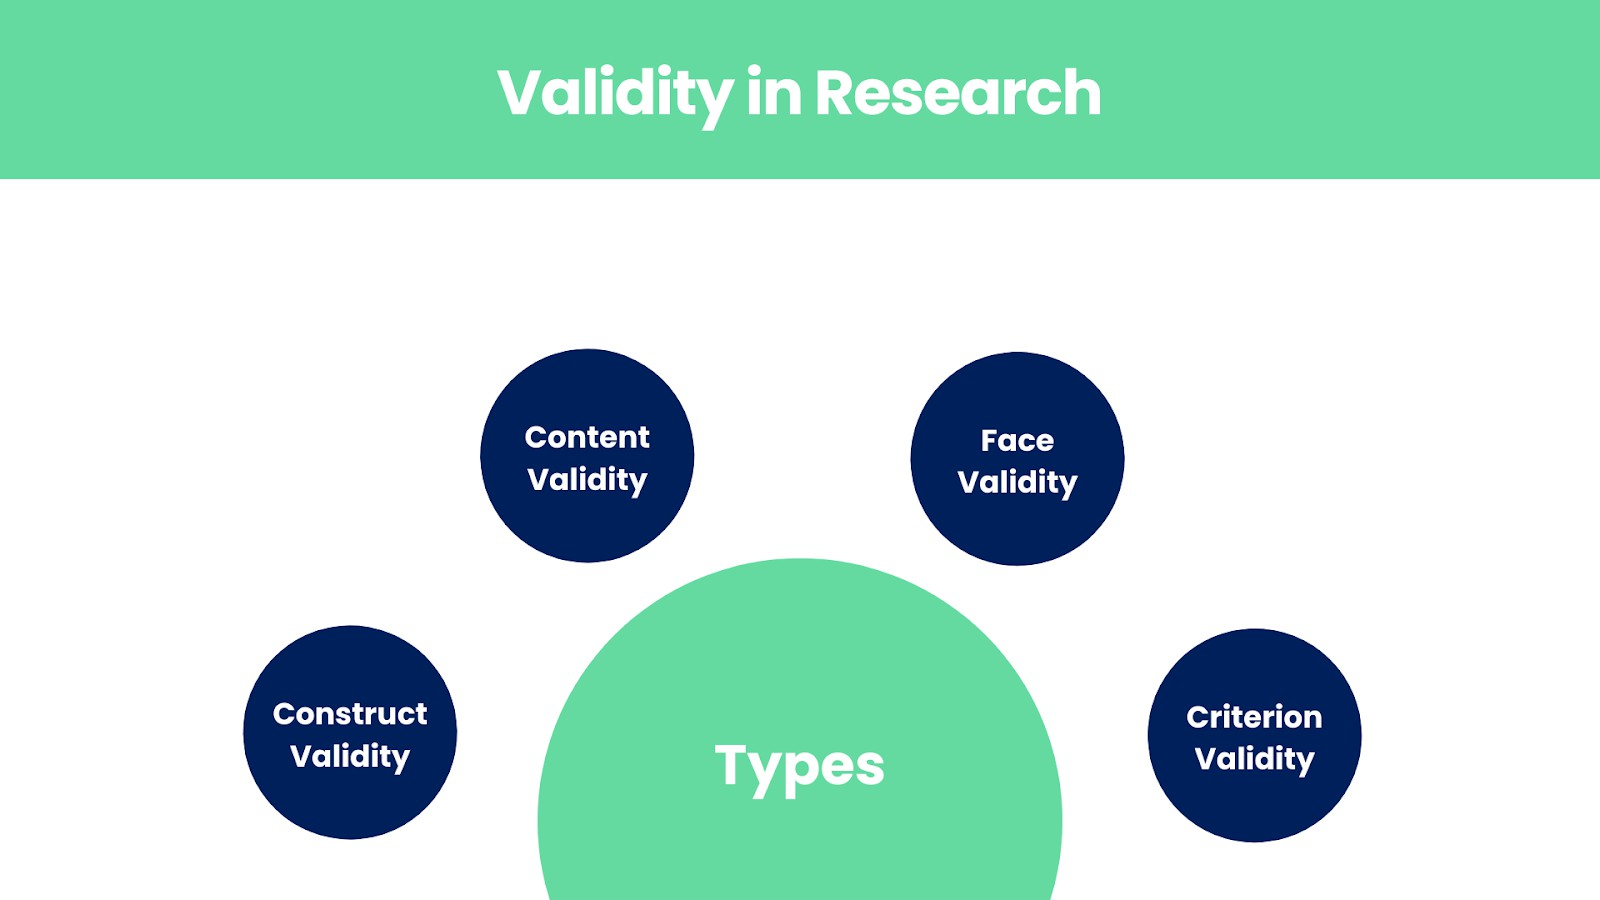 Validity in Research
Content
Validity
Face
Validity
Construct
Validity
Types
Criterion
Validity